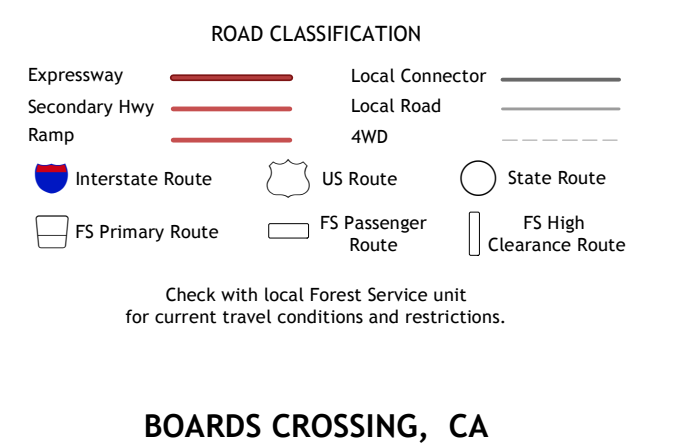 ROAD CLASSIFICATION
Expressway
Local Connector
Secondary Hwy
Local Road
Ramp
4WD
Interstate Route
US Route
State Route
FS Primary Route
FS Passenger
Route
FS High
Clearance Route
Check with local Forest Service unit
for current travel conditions and restrictions.
BOARDS CROSSING, CA